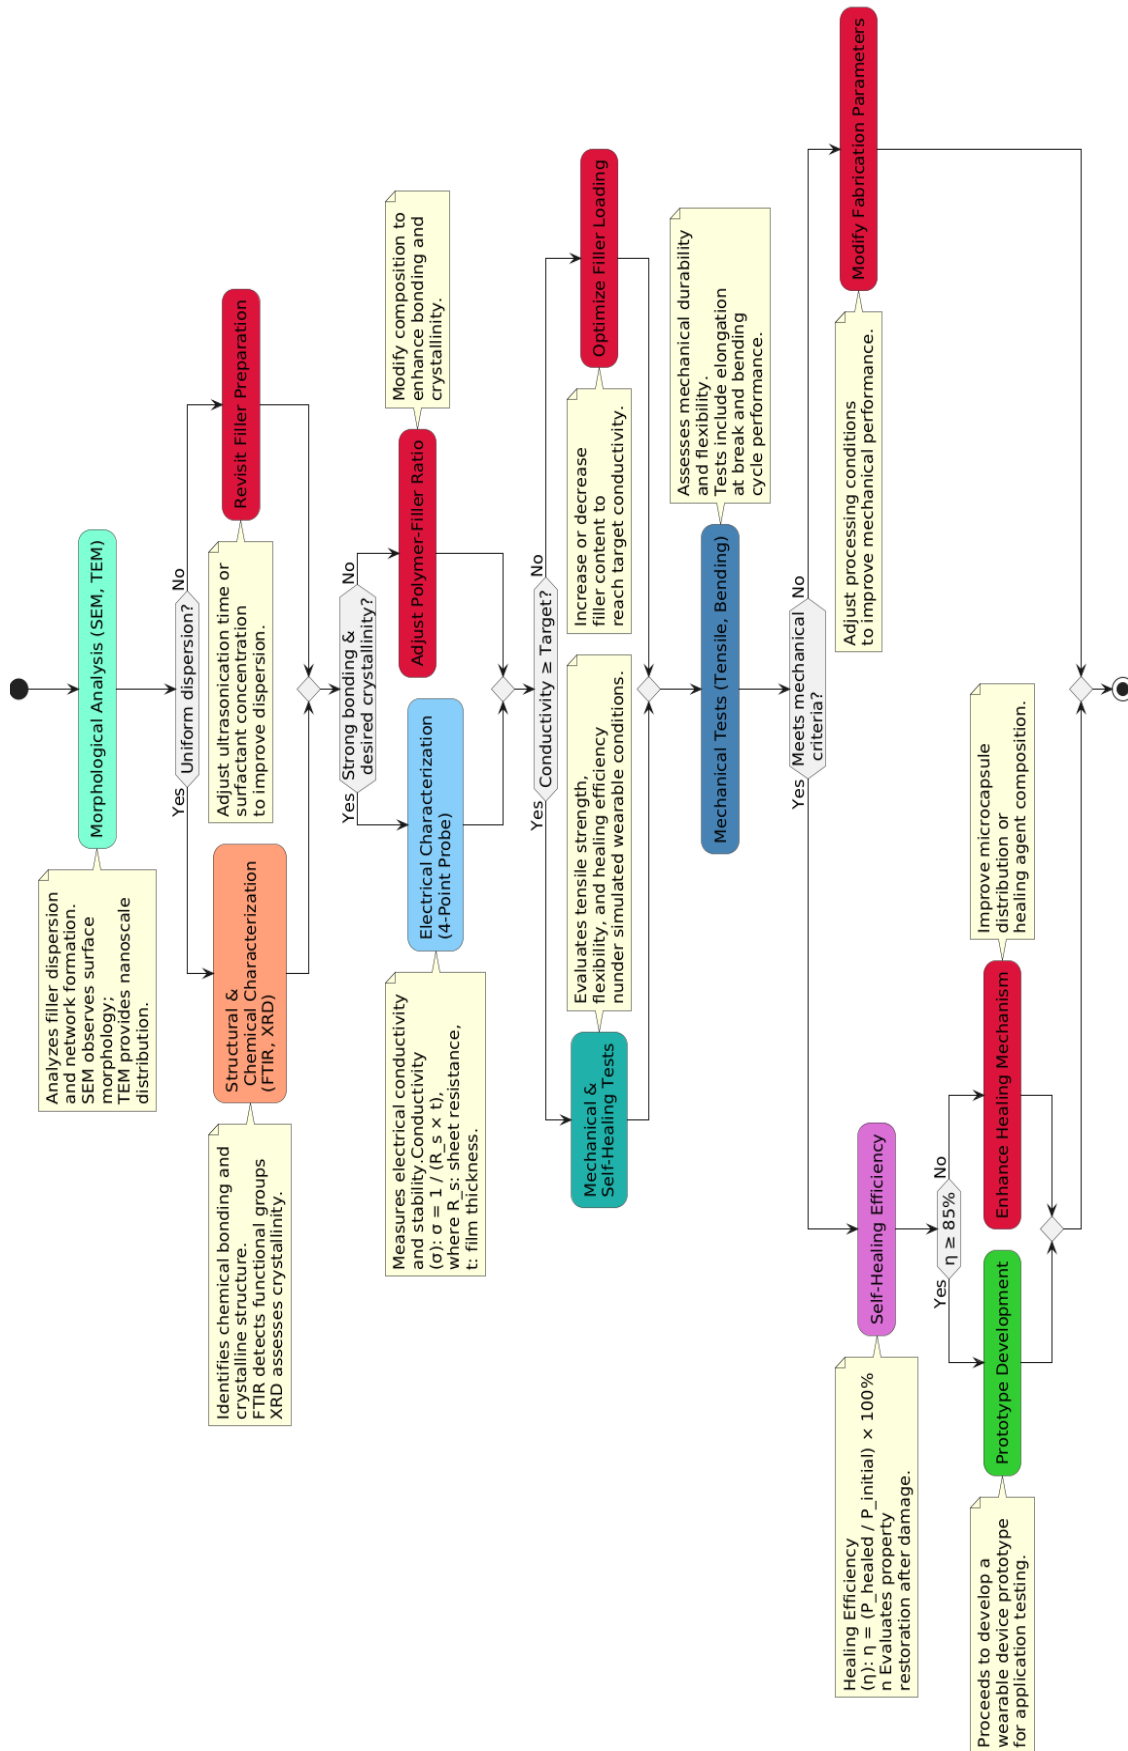 Morphological Analysis (SEM, TEM)
Analyzes filler dispersion
and network formation.
SEM observes surface
morphology;
TEM provides nanoscale
distribution.
Uniform dispersion?
Yes
No
Structural &
Chemical Characterization
(FTIR, XRD)
Identifies chemical bonding and
crystalline structure.
FTIR detects functional groups
XRD assesses crystallinity.
Revisit Filler Preparation
Adjust ultrasonication time or
surfactant concentration
to improve dispersion.
Strong bonding &
desired crystallinity?
Yes
No
Electrical Characterization
(4-Point Probe)
Measures electrical conductivity
and stability.Conductivity
(σ): σ = 1 / (R_s × t),
where R_s: sheet resistance,
t: film thickness.
Adjust Polymer-Filler Ratio
Modify composition to
enhance bonding and
crystallinity.
Conductivity ≥ Target?
Yes
No
Mechanical &
Self-Healing Tests
Evaluates tensile strength,
flexibility, and healing efficiency
nunder simulated wearable conditions.
Optimize Filler Loading
Increase or decrease
filler content to
reach target conductivity.
Mechanical Tests (Tensile, Bending)
Assesses mechanical durability
and flexibility.
Tests include elongation
at break and bending
cycle performance.
Meets mechanical
criteria?
Yes
No
Self-Healing Efficiency
Healing Efficiency
(η): η = (P_healed / P_initial) × 100%
n Evaluates property
restoration after damage.
η ≥ 85%
Yes
No
Prototype Development
Proceeds to develop a
wearable device prototype
for application testing.
Enhance Healing Mechanism
Improve microcapsule
distribution or
healing agent composition.
Modify Fabrication Parameters
Adjust processing conditions
to improve mechanical performance.